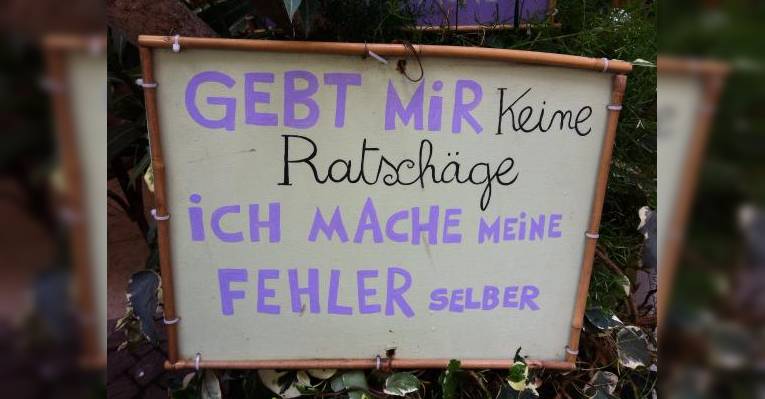 GEBT MiR Keine
Ratschäge
iCH MACHE MEiNE
FEHLER SELBER